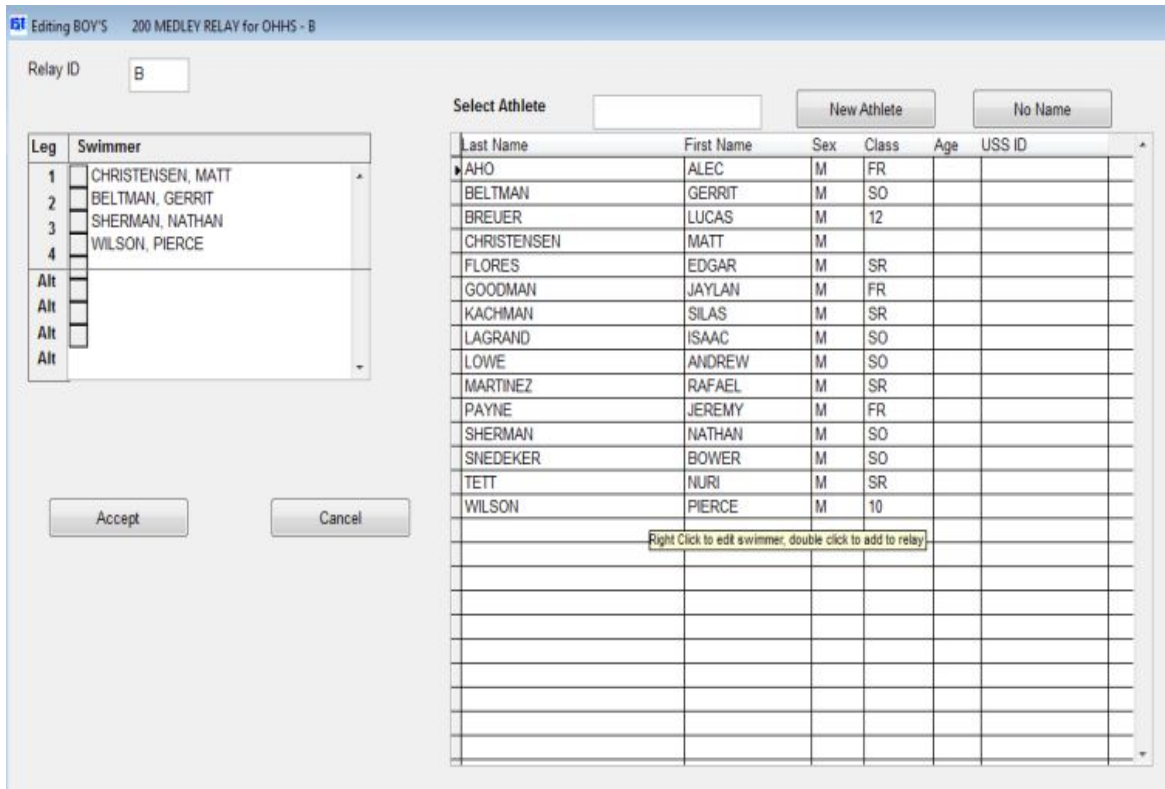 Editing BOY'S 200 MEDLEY RELAY for OHHS - B
Relay ID B
Select Athlete New Athlete No Name
Leg Swimmer
1 CHRISTENSEN, MATT
2 BELTMAN, GERRIT
3 SHERMAN, NATHAN
4 WILSON, PIERCE
Alt
Alt
Alt
Alt
Accept Cancel
Last Name First Name Sex Class Age USS ID
AHO ALEC M FR
BELTMAN GERRIT M SO
BREUER LUCAS M 12
CHRISTENSEN MATT M
FLORES EDGAR M SR
GOODMAN JAYLAN M FR
KACHMAN SILAS M SR
LAGRAND ISAAC M SO
LOWE ANDREW M SO
MARTINEZ RAFAEL M SR
PAYNE JEREMY M FR
SHERMAN NATHAN M SO
SNEDEKER BOWER M SO
TETT NURI M SR
WILSON PIERCE M 10
Right Click to edit swimmer, double click to add to relay